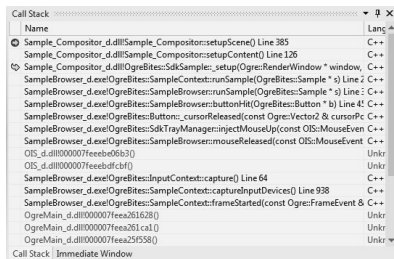 Call Stack
Name Lang
Sample_Compositor_d.dll!Sample_Compositor::setupScene() Line 385 C++
Sample_Compositor_d.dll!Sample_Compositor::setupContent() Line 126 C++
Sample_Compositor_d.dll!OgreBites::SdkSample::_setup(Ogre::RenderWindow * window, C++
SampleBrowser_d.exe!OgreBites::SampleContext::runSample(OgreBites::Sample * s) Line 2 C++
SampleBrowser_d.exe!OgreBites::SampleBrowser::runSample(OgreBites::Sample * s) Line 3 C++
SampleBrowser_d.exe!OgreBites::SampleBrowser::buttonHit(OgreBites::Button * b) Line 45 C++
SampleBrowser_d.exe!OgreBites::Button::_cursorReleased(const Ogre::Vector2 & cursorPo C++
SampleBrowser_d.exe!OgreBites::SdkTrayManager::injectMouseUp(const OIS::MouseEven C++
SampleBrowser_d.exe!OgreBites::SampleBrowser::mouseReleased(const OIS::MouseEvent C++
OIS_d.dll!000007feeebe06b3() Unkr
OIS_d.dll!000007feeebdfcbf() Unkr
SampleBrowser_d.exe!OgreBites::InputContext::capture() Line 64 C++
SampleBrowser_d.exe!OgreBites::SampleContext::captureInputDevices() Line 938 C++
SampleBrowser_d.exe!OgreBites::SampleContext::frameStarted(const Ogre::FrameEvent & C++
OgreMain_d.dll!000007feea261628() Unkr
OgreMain_d.dll!000007feea261ca1() Unkr
OgreMain_d.dll!000007feea25f558() Unkr
Call Stack Immediate Window